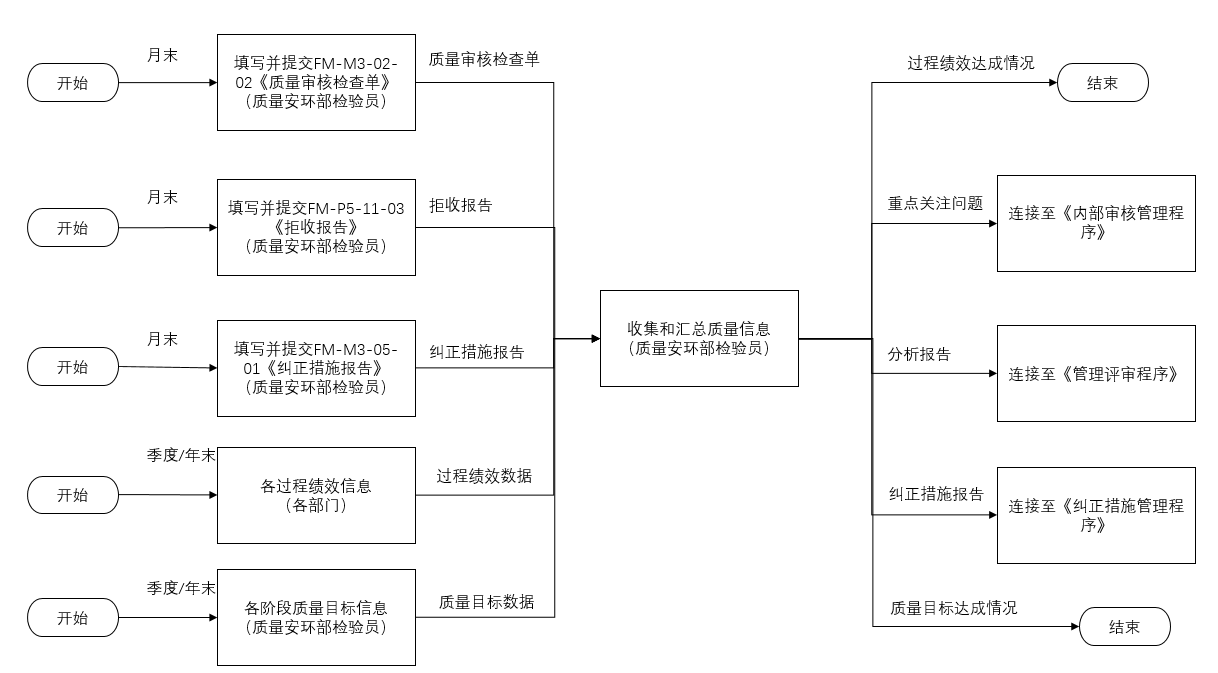 月末
质量审核检查单
开始
填写并提交FM-M3-02-
02《质量审核检查单》
（质量安环部检验员）
月末
拒收报告
开始
填写并提交FM-P5-11-03
《拒收报告》
（质量安环部检验员）
月末
纠正措施报告
开始
填写并提交FM-M3-05-
01《纠正措施报告》
（质量安环部检验员）
季度/年末
过程绩效数据
开始
各过程绩效信息
（各部门）
季度/年末
质量目标数据
开始
各阶段质量目标信息
（质量安环部检验员）
收集和汇总质量信息
（质量安环部检验员）
过程绩效达成情况
结束
重点关注问题
连接至《内部审核管理程
序》
分析报告
连接至《管理评审程序》
纠正措施报告
连接至《纠正措施管理程
序》
质量目标达成情况
结束